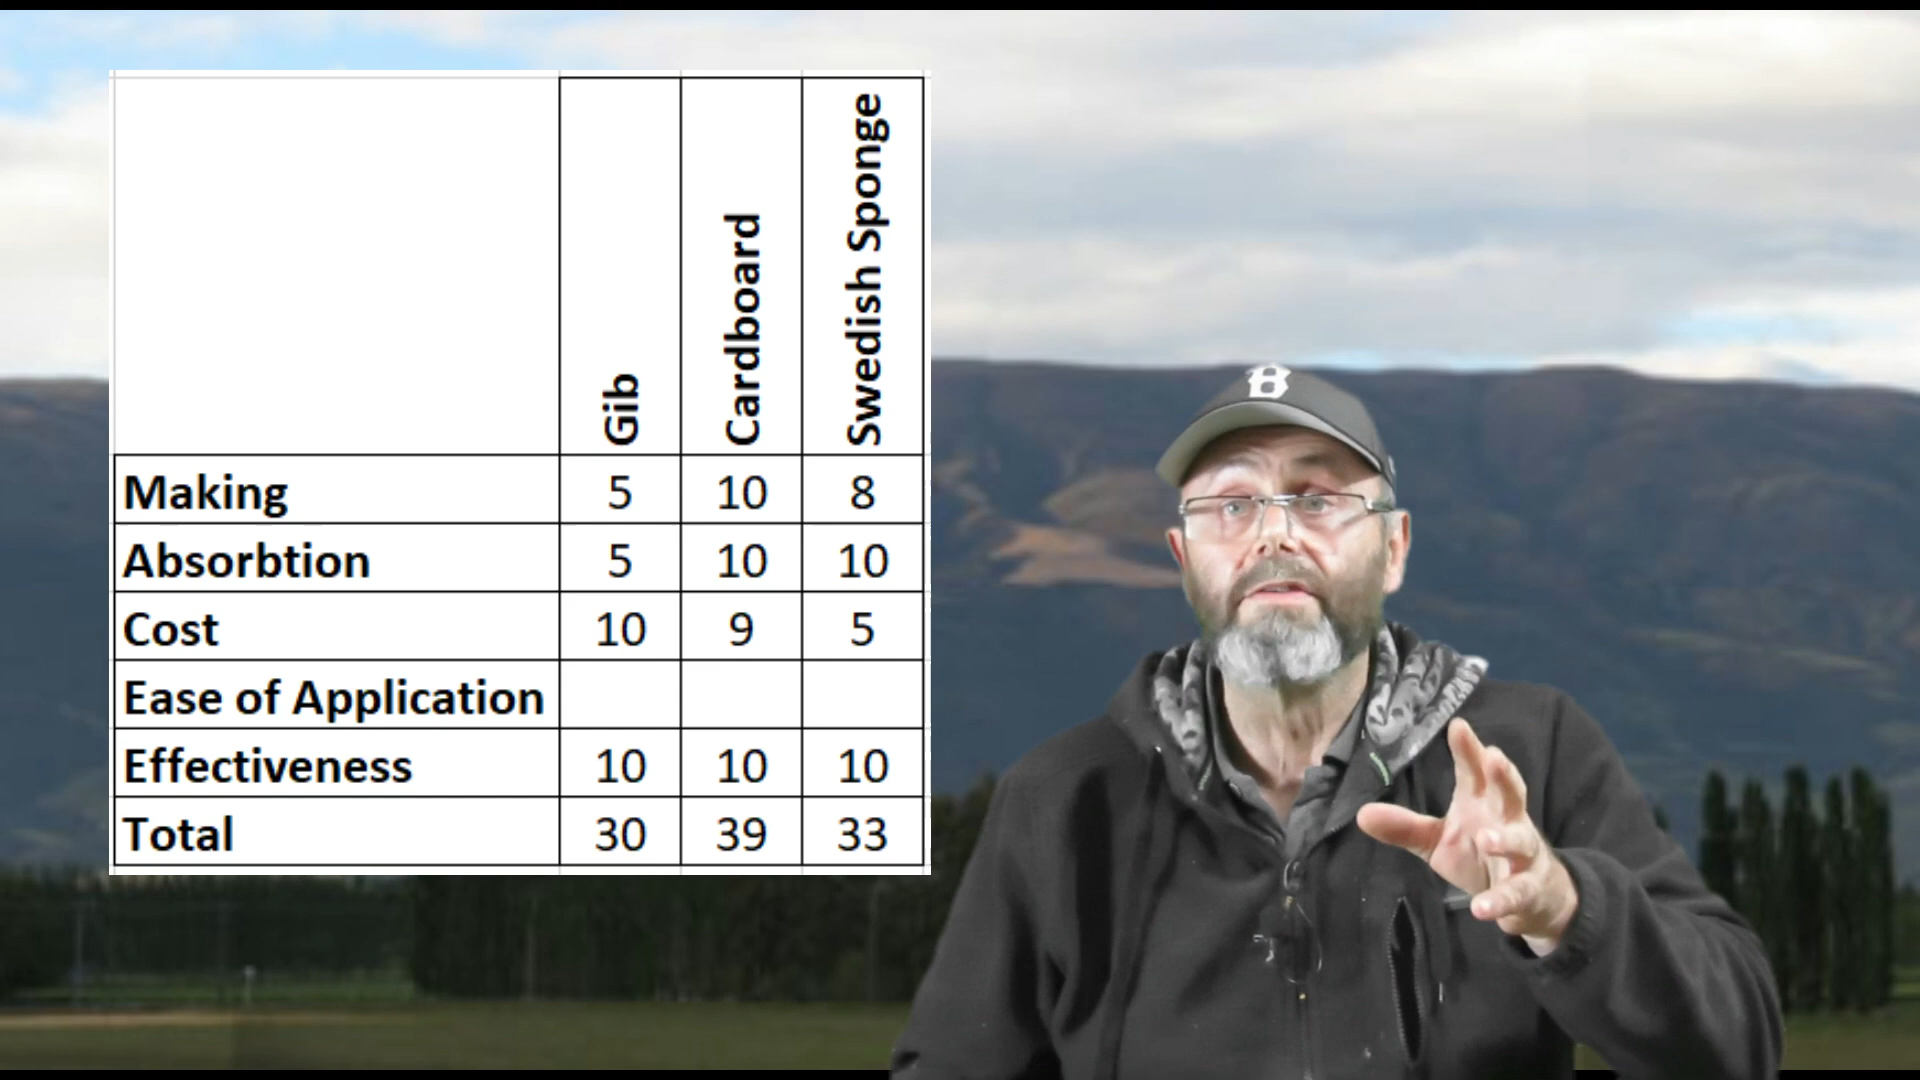 Gib Cardboard Swedish Sponge
Making 5 10 8
Absorbtion 5 10 10
Cost 10 9 5
Ease of Application
Effectiveness 10 10 10
Total 30 39 33
B